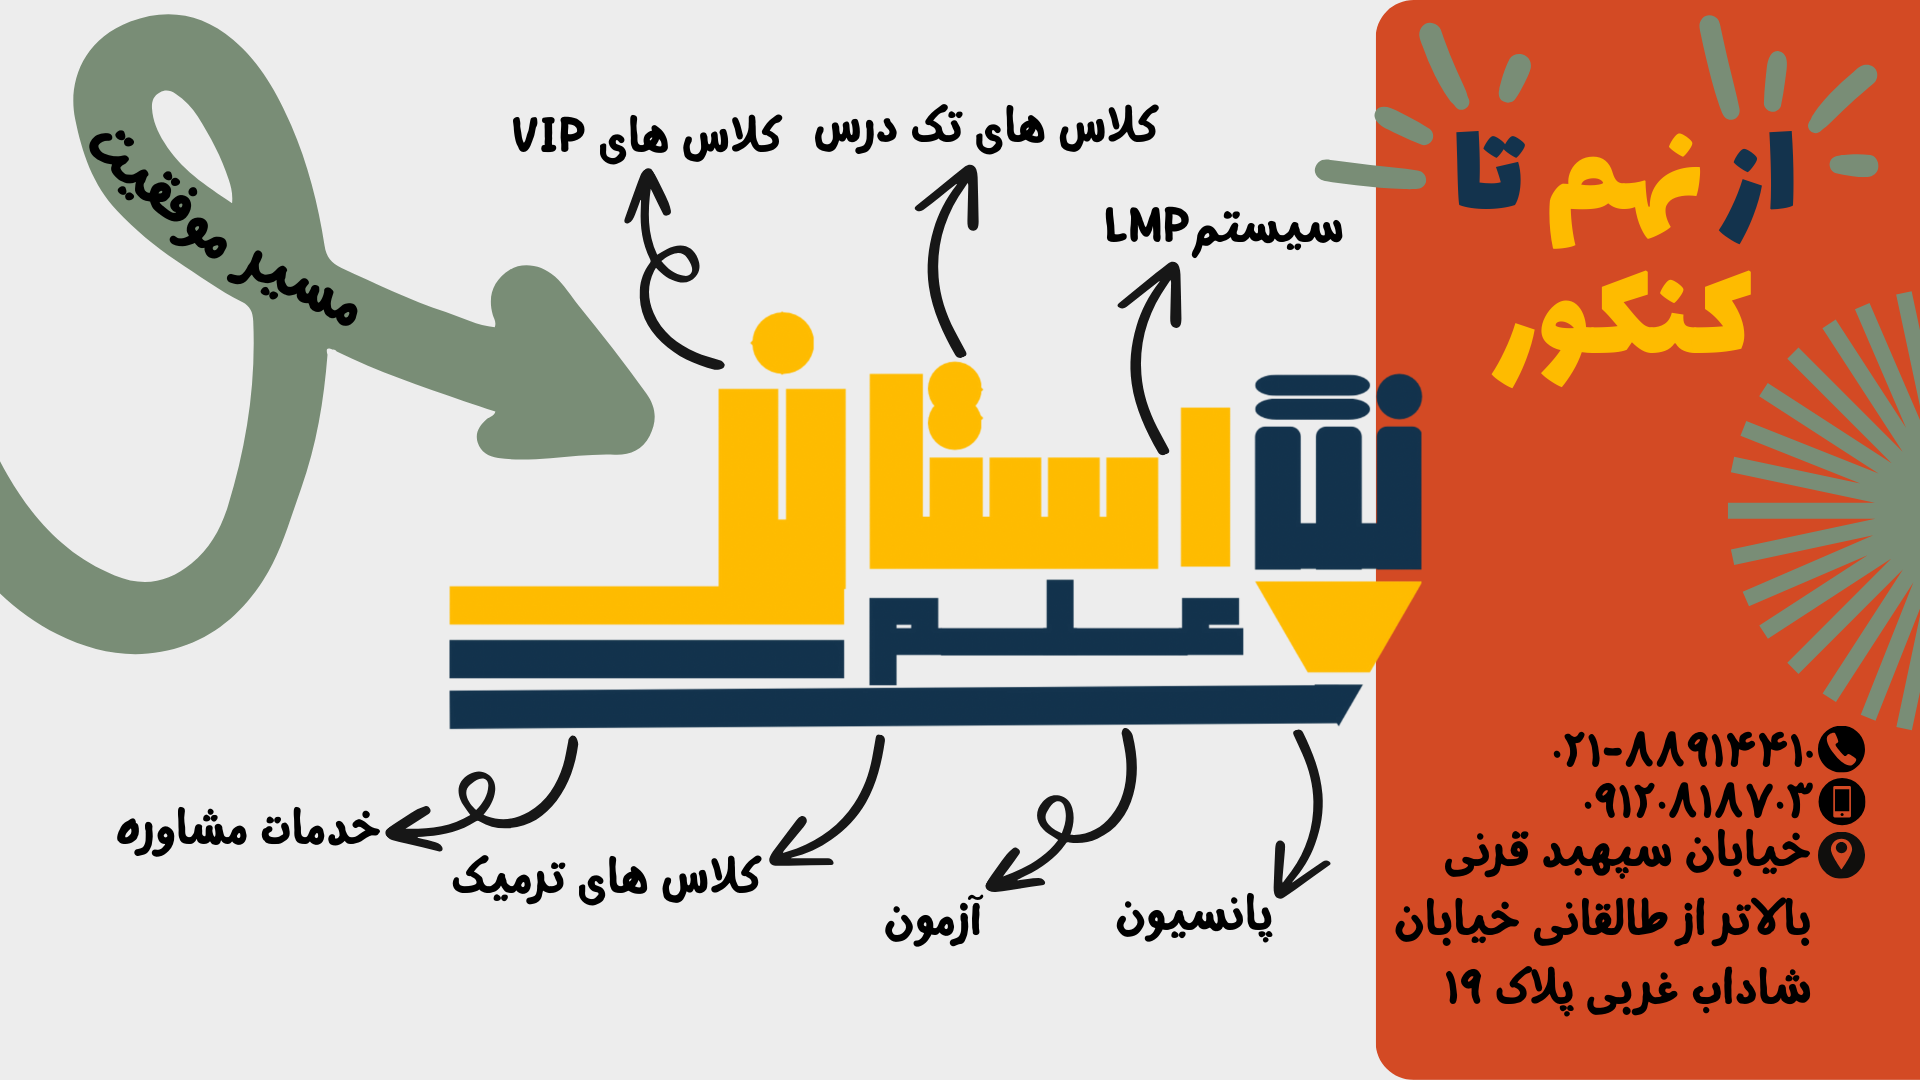 از نهم تا
کنکور
کلاس های تک درس
کلاس های VIP
سیستم LMP
مسیر موفقیت
علم
خدمات مشاوره
کلاس های ترمیک
آزمون
پانسیون
۰۲۱-۸۸۹۱۴۴۱۰
۰۹۱۲۰۸۱۸۷۰۳
خیابان سپهبد قرنی
بالاتر از طالقانی خیابان
شاداب غربی پلاک ۱۹